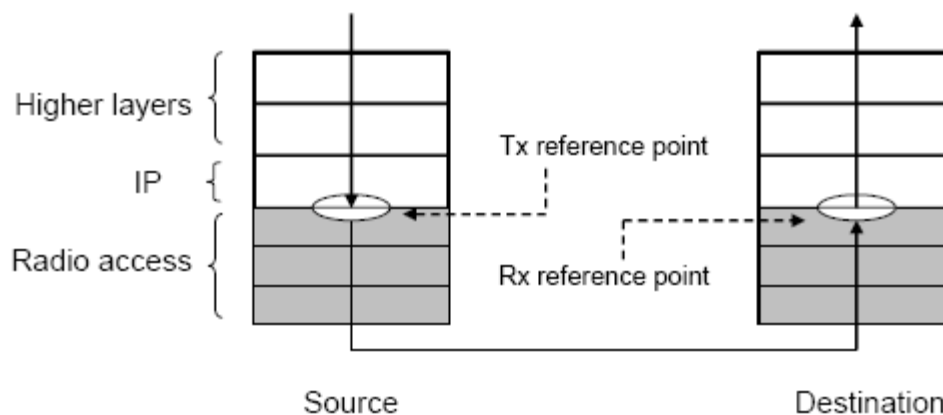 Higher layers
Tx reference point
IP
Radio access
Rx reference point
Source
Destination